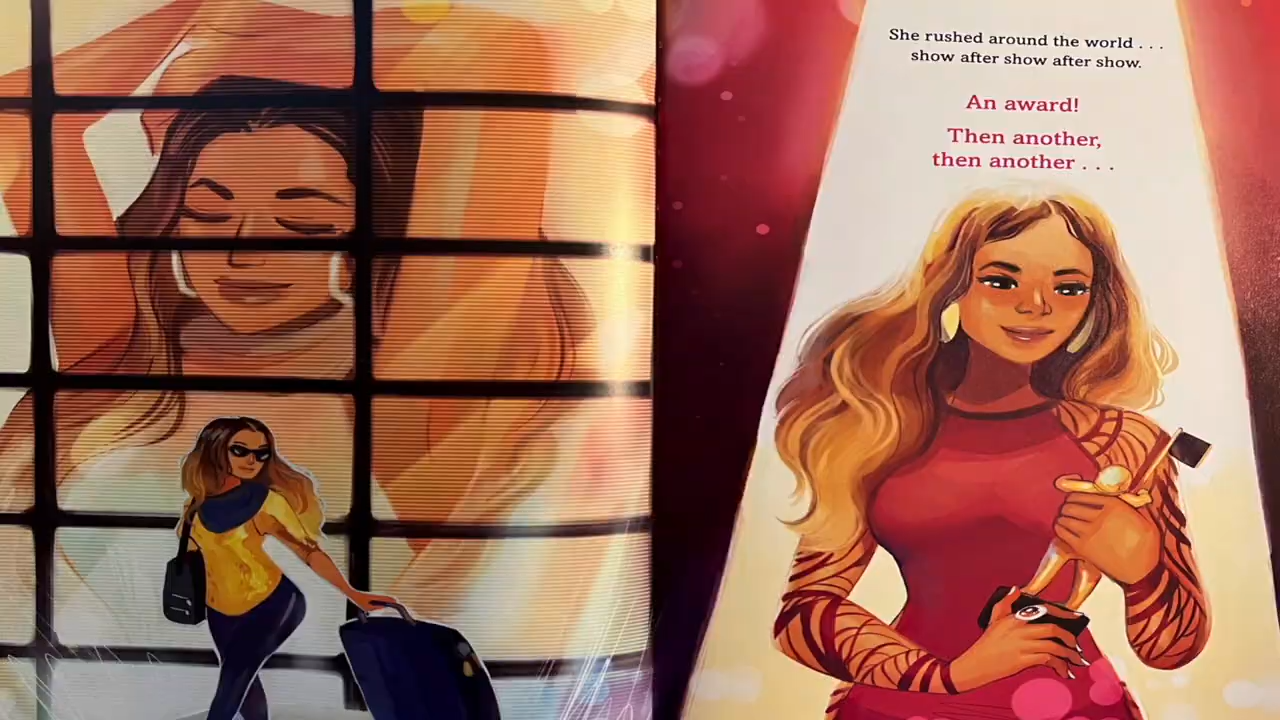 She rushed around the world . . .
show after show after show.
An award!
Then another,
then another . . .